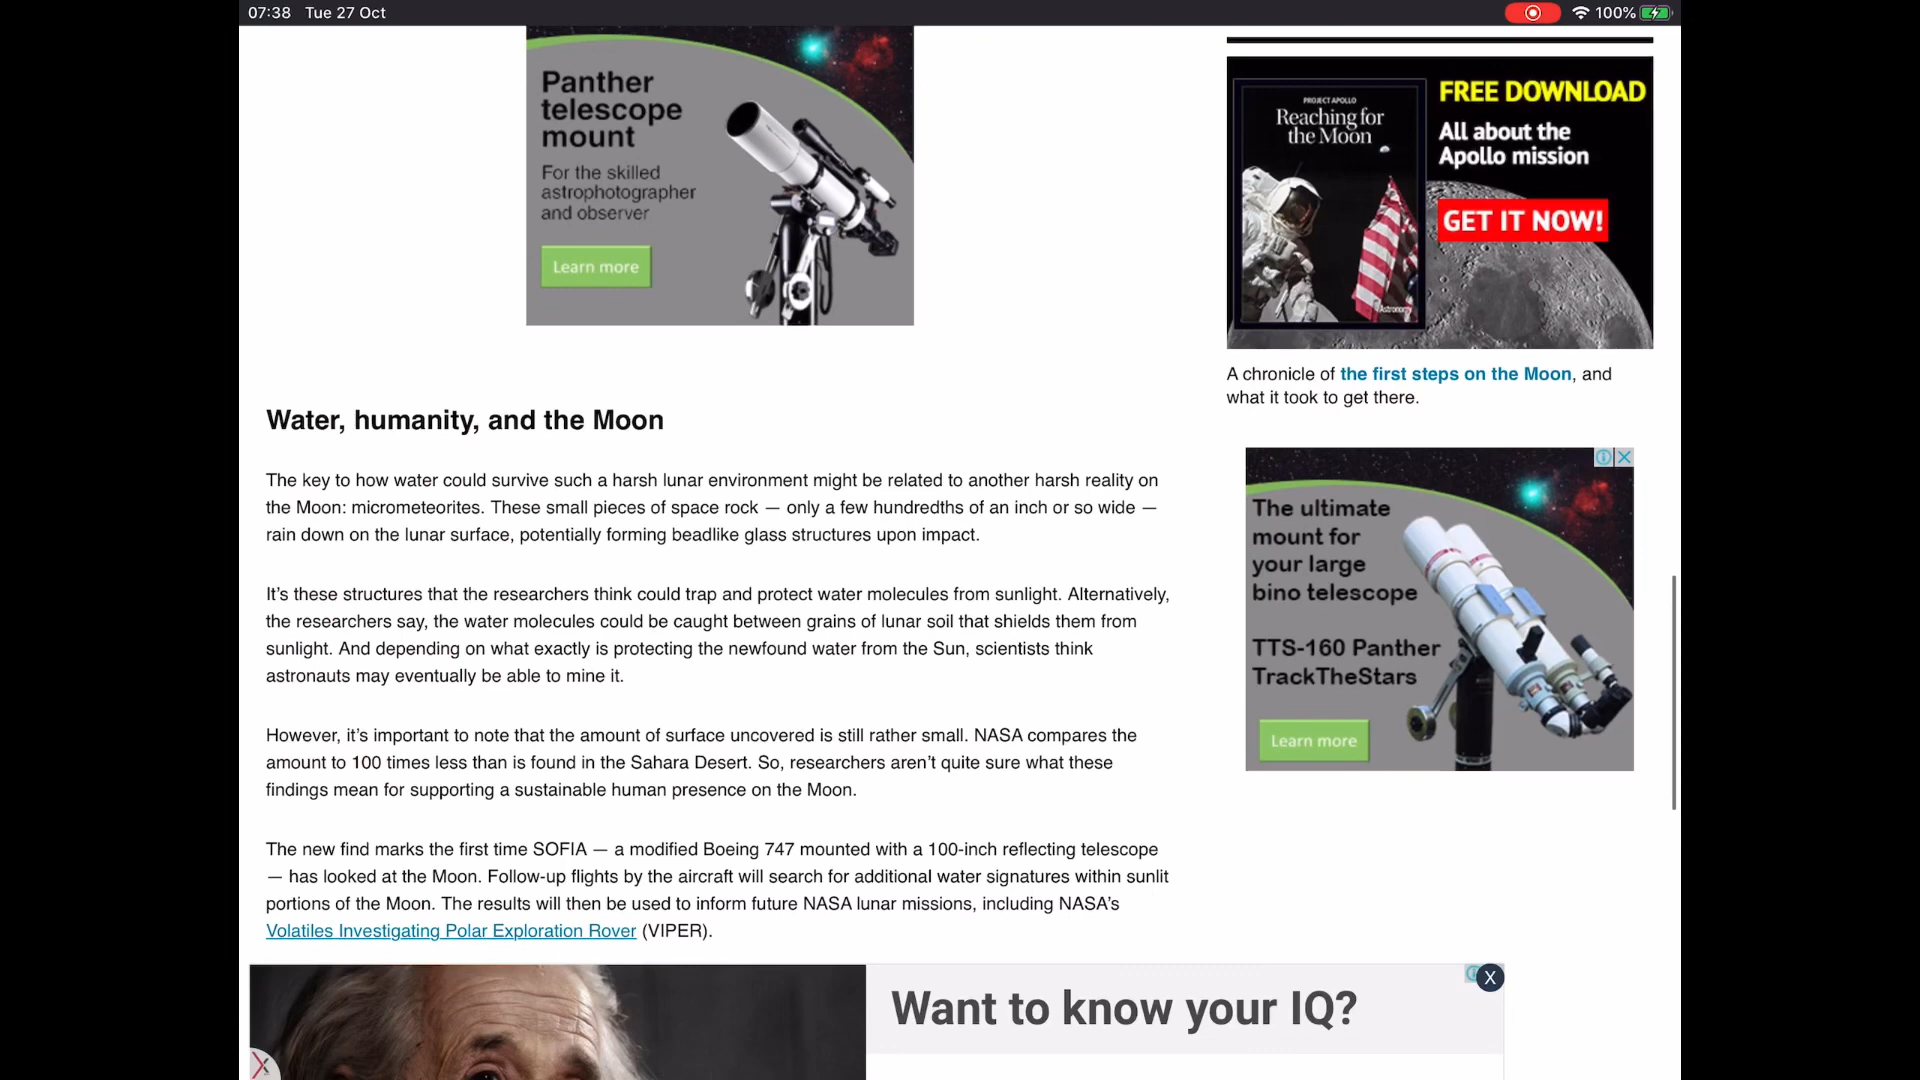 07:38 Tue 27 Oct
100%
Panther
telescope
mount
For the skilled
astrophotographer
and observer
Learn more
PROJECT APOLLO
Reaching for
the Moon
Astronomy
FREE DOWNLOAD
All about the
Apollo mission
GET IT NOW!
A chronicle of the first steps on the Moon, and
what it took to get there.
The ultimate
mount for
your large
bino telescope
TTS-160 Panther
TrackTheStars
Learn more
Water, humanity, and the Moon
The key to how water could survive such a harsh lunar environment might be related to another harsh reality on
the Moon: micrometeorites. These small pieces of space rock — only a few hundredths of an inch or so wide —
rain down on the lunar surface, potentially forming beadlike glass structures upon impact.
It’s these structures that the researchers think could trap and protect water molecules from sunlight. Alternatively,
the researchers say, the water molecules could be caught between grains of lunar soil that shields them from
sunlight. And depending on what exactly is protecting the newfound water from the Sun, scientists think
astronauts may eventually be able to mine it.
However, it’s important to note that the amount of surface uncovered is still rather small. NASA compares the
amount to 100 times less than is found in the Sahara Desert. So, researchers aren’t quite sure what these
findings mean for supporting a sustainable human presence on the Moon.
The new find marks the first time SOFIA — a modified Boeing 747 mounted with a 100-inch reflecting telescope
— has looked at the Moon. Follow-up flights by the aircraft will search for additional water signatures within sunlit
portions of the Moon. The results will then be used to inform future NASA lunar missions, including NASA’s
Volatiles Investigating Polar Exploration Rover (VIPER).
Want to know your IQ?
X